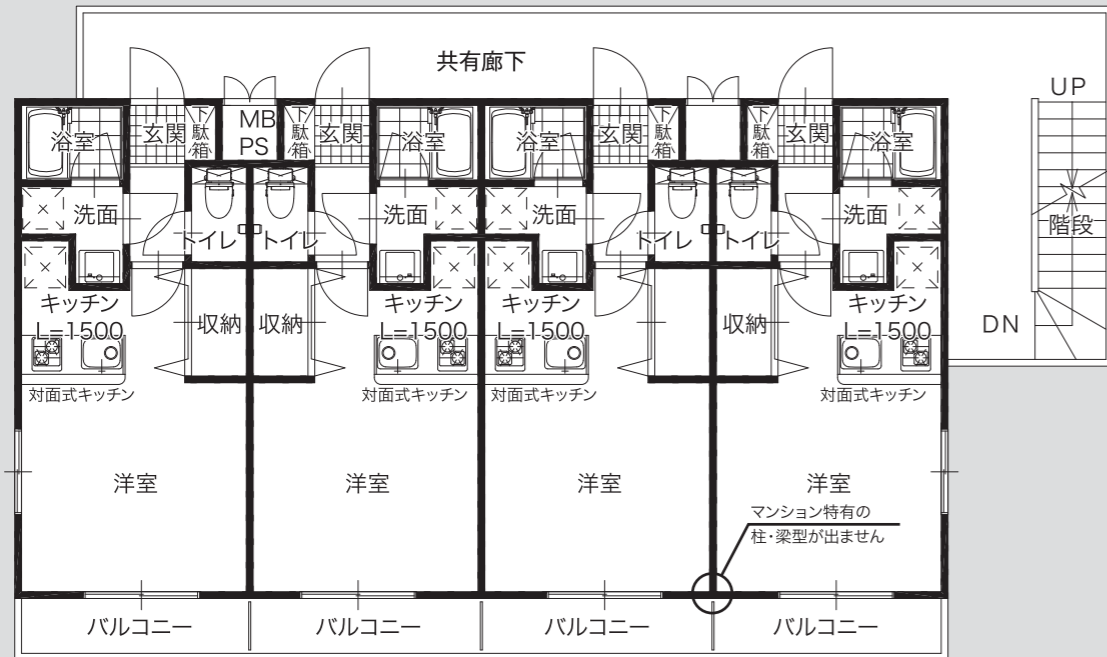 共有廊下
UP
MB
PS
浴室
玄関
下駄箱
下駄箱
玄関
浴室
浴室
玄関
下駄箱
下駄箱
玄関
浴室
洗面
トイレ
トイレ
洗面
洗面
トイレ
トイレ
洗面
階段
キッチン
L=1500
収納
収納
キッチン
L=1500
キッチン
L=1500
収納
キッチン
L=1500
DN
対面式キッチン
対面式キッチン
対面式キッチン
対面式キッチン
洋室
洋室
洋室
洋室
マンション特有の
柱・梁型が出ません
バルコニー
バルコニー
バルコニー
バルコニー